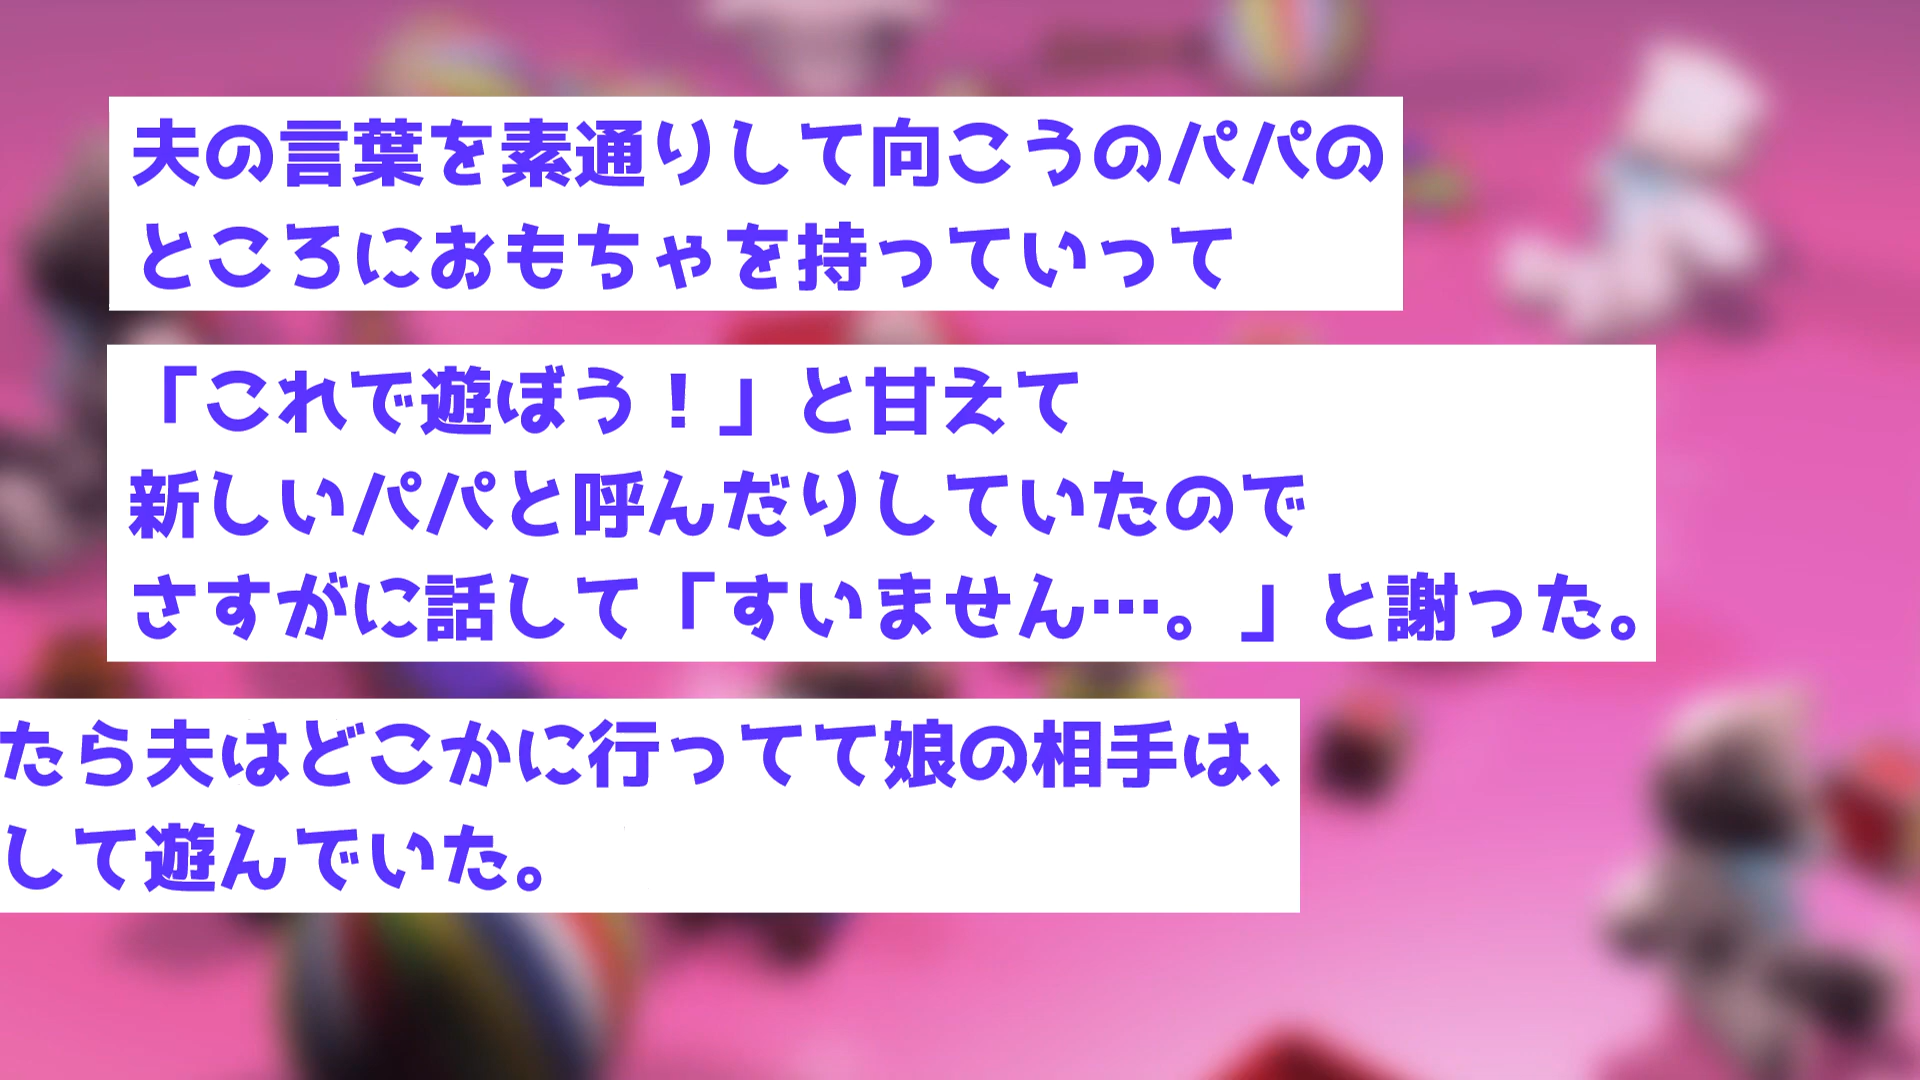 夫の言葉を素通りして向こうのパパの
ところにおもちゃを持っていって
「これで遊ぼう！」と甘えて
新しいパパと呼んだりしていたので
さすがに話して「すいません…。」と謝った。
たら夫はどこかに行ってて娘の相手は、
して遊んでいた。